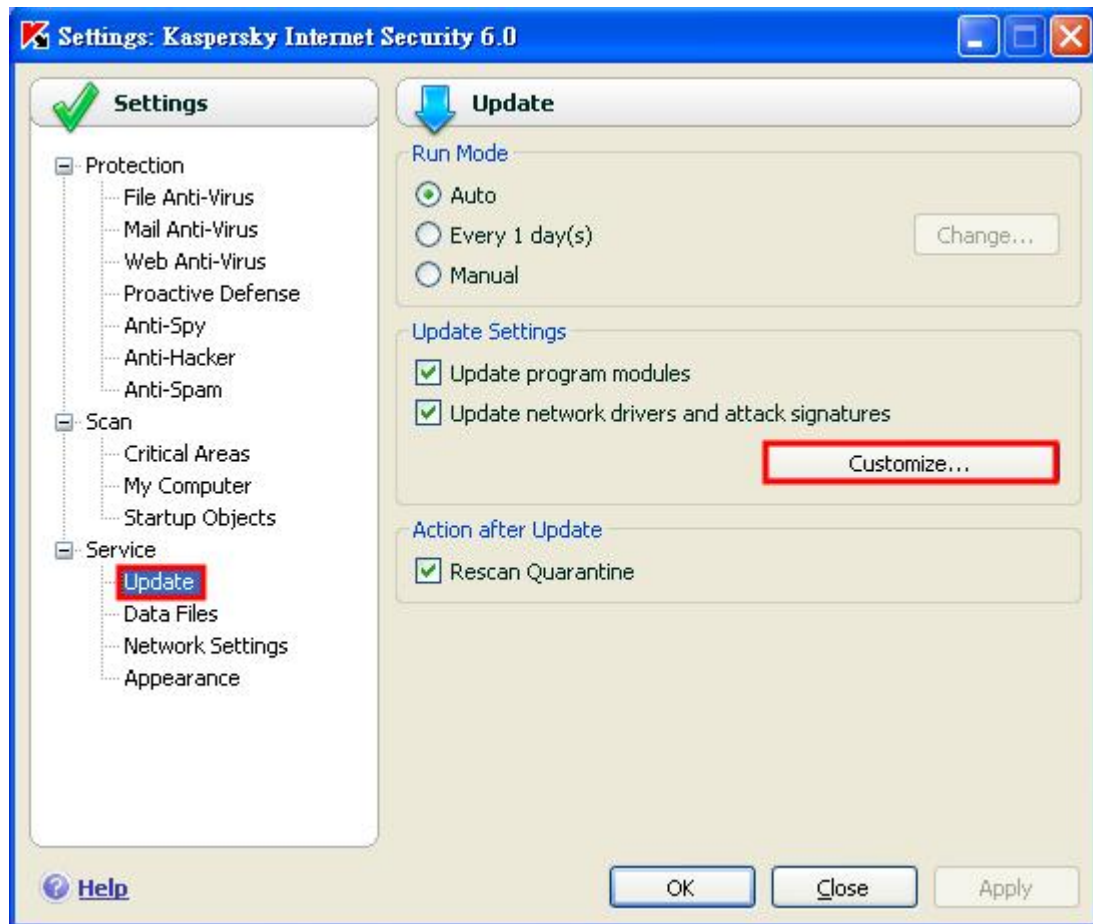 Settings: Kaspersky Internet Security 6.0
Settings
Protection
File Anti-Virus
Mail Anti-Virus
Web Anti-Virus
Proactive Defense
Anti-Spy
Anti-Hacker
Anti-Spam
Scan
Critical Areas
My Computer
Startup Objects
Service
Update
Data Files
Network Settings
Appearance
Update
Run Mode
Auto
Every 1 day(s)
Change...
Manual
Update Settings
Update program modules
Update network drivers and attack signatures
Customize...
Action after Update
Rescan Quarantine
Help
OK
Close
Apply